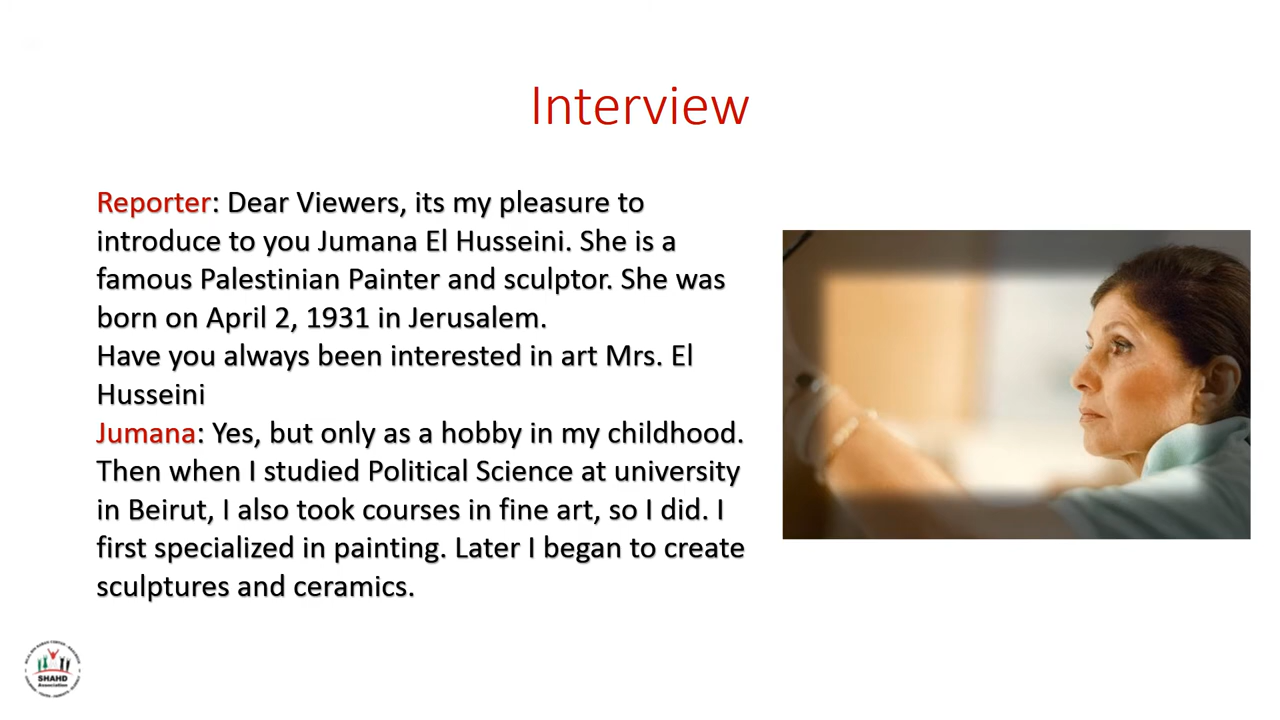 Interview
Reporter: Dear Viewers, its my pleasure to
introduce to you Jumana El Husseini. She is a
famous Palestinian Painter and sculptor. She was
born on April 2, 1931 in Jerusalem.
Have you always been interested in art Mrs. El
Husseini
Jumana: Yes, but only as a hobby in my childhood.
Then when I studied Political Science at university
in Beirut, I also took courses in fine art, so I did. I
first specialized in painting. Later I began to create
sculptures and ceramics.
SHAHD
Association